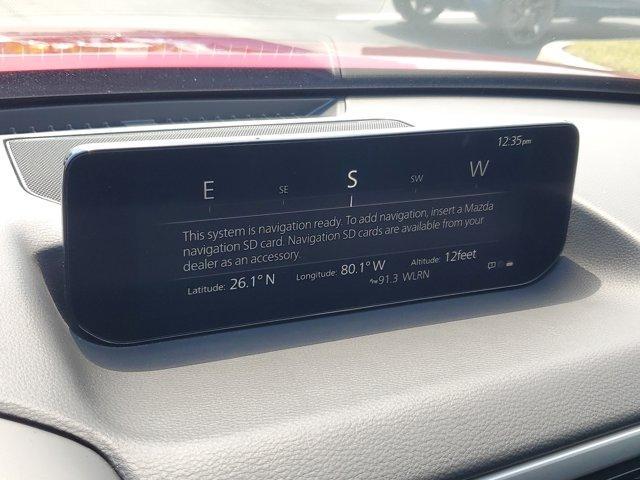 12:35pm
E SE S SW W
This system is navigation ready. To add navigation, insert a Mazda
navigation SD card. Navigation SD cards are available from your
dealer as an accessory.
Latitude: 26.1° N Longitude: 80.1° W Altitude: 12feet
91.3 WLRN